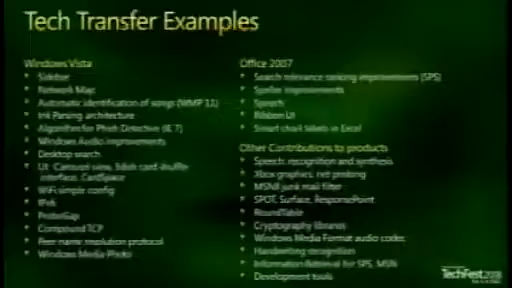 Tech Transfer Examples
Windows Vista
Sidebar
Network Map
Automatic identification of songs (WMP 11)
Ink Parsing architecture
Algorithm for Phish Detective (IE 7)
Windows Audio improvements
Desktop search
UI: Carousel view, 3dish card shuffle
interface, CardSpace
WiFi simple config
IPv6
Compound TCP
Peer name resolution protocol
Windows Media Photo
Office 2007
Search relevance ranking improvements (SPS)
Speller improvements
Speech
Ribbon UI
Smart chart labels in Excel
Other Contributions to products
Speech: recognition and synthesis
Xbox graphics, net probing
MSN junk mail filter
SPOT, Surface, ResponsePoint
RoundTable
Cryptography libraries
Windows Media Format audio codec
Handwriting recognition
Information Retrieval for SPS, MSN
Development tools
TechFest2008